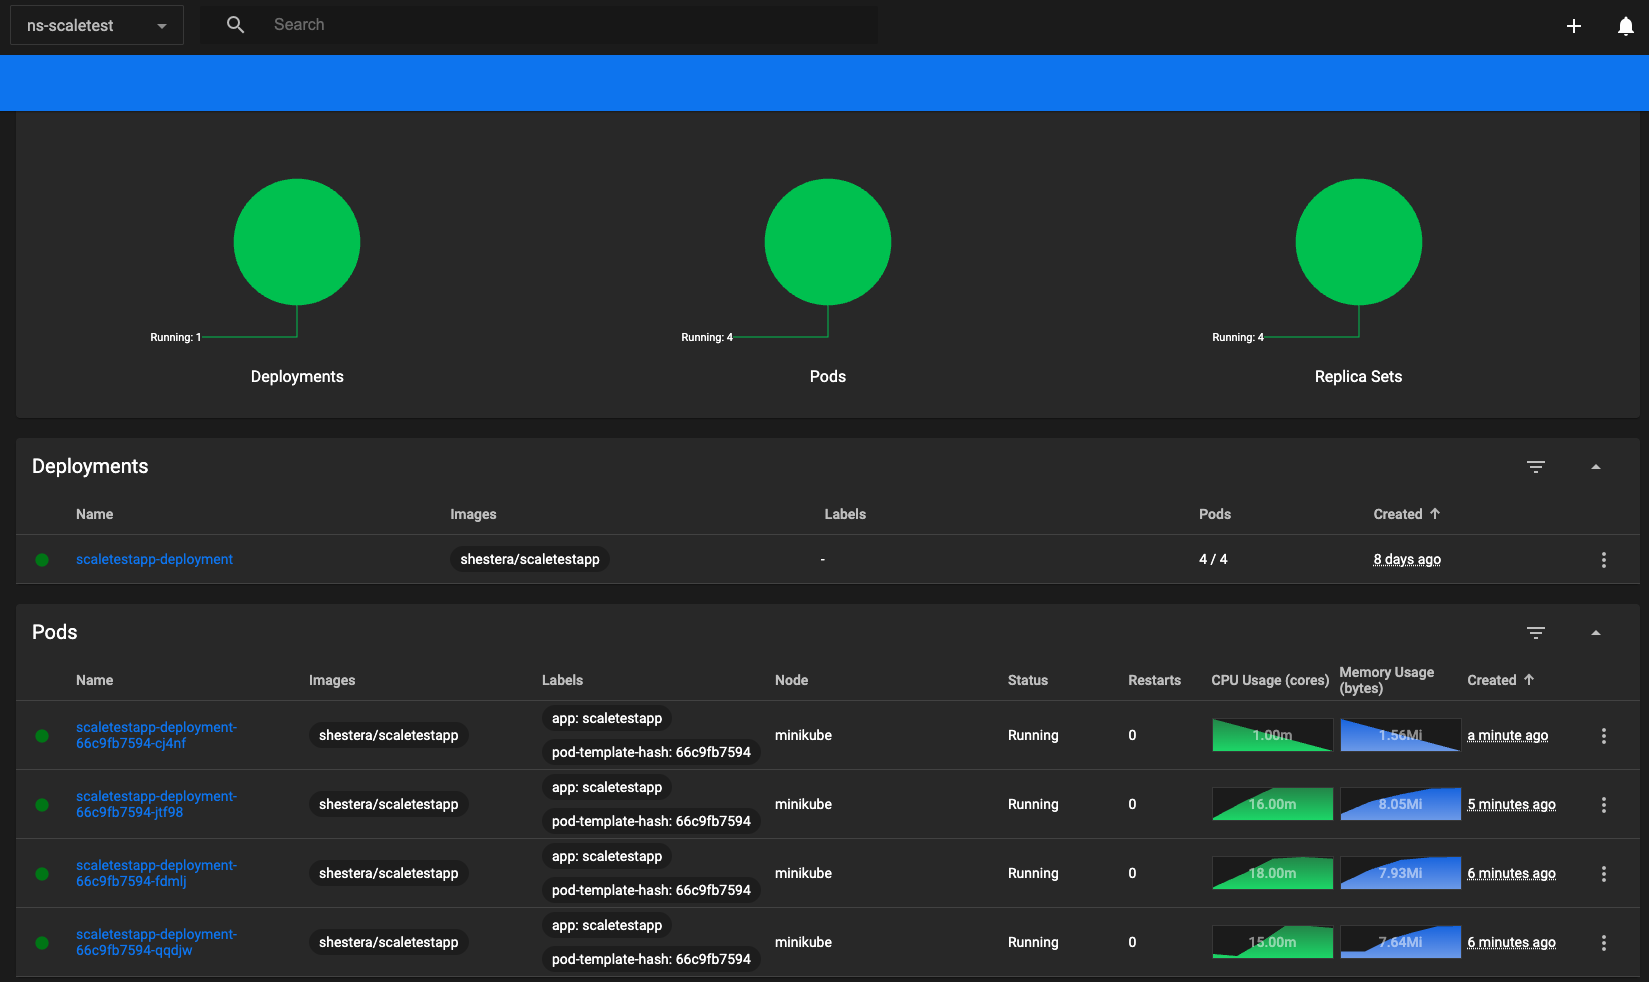 ns-scaletest
Search
Running: 1
Running: 4
Running: 4
Deployments
Pods
Replica Sets
Deployments
Name Images Labels Pods Created
scaletestapp-deployment shestera/scaletestapp - 4 / 4 8 days ago
Pods
Name Images Labels Node Status Restarts CPU Usage (cores) Memory Usage (bytes) Created
scaletestapp-deployment-
66c9fb7594-cj4nf
shestera/scaletestapp
app: scaletestapp
pod-template-hash: 66c9fb7594
minikube Running 0 1.00m 1.56Mi a minute ago
scaletestapp-deployment-
66c9fb7594-jtf98
shestera/scaletestapp
app: scaletestapp
pod-template-hash: 66c9fb7594
minikube Running 0 16.00m 8.05Mi 5 minutes ago
scaletestapp-deployment-
66c9fb7594-fdmlj
shestera/scaletestapp
app: scaletestapp
pod-template-hash: 66c9fb7594
minikube Running 0 18.00m 7.93Mi 6 minutes ago
scaletestapp-deployment-
66c9fb7594-qqdjw
shestera/scaletestapp
app: scaletestapp
pod-template-hash: 66c9fb7594
minikube Running 0 15.00m 7.64Mi 6 minutes ago